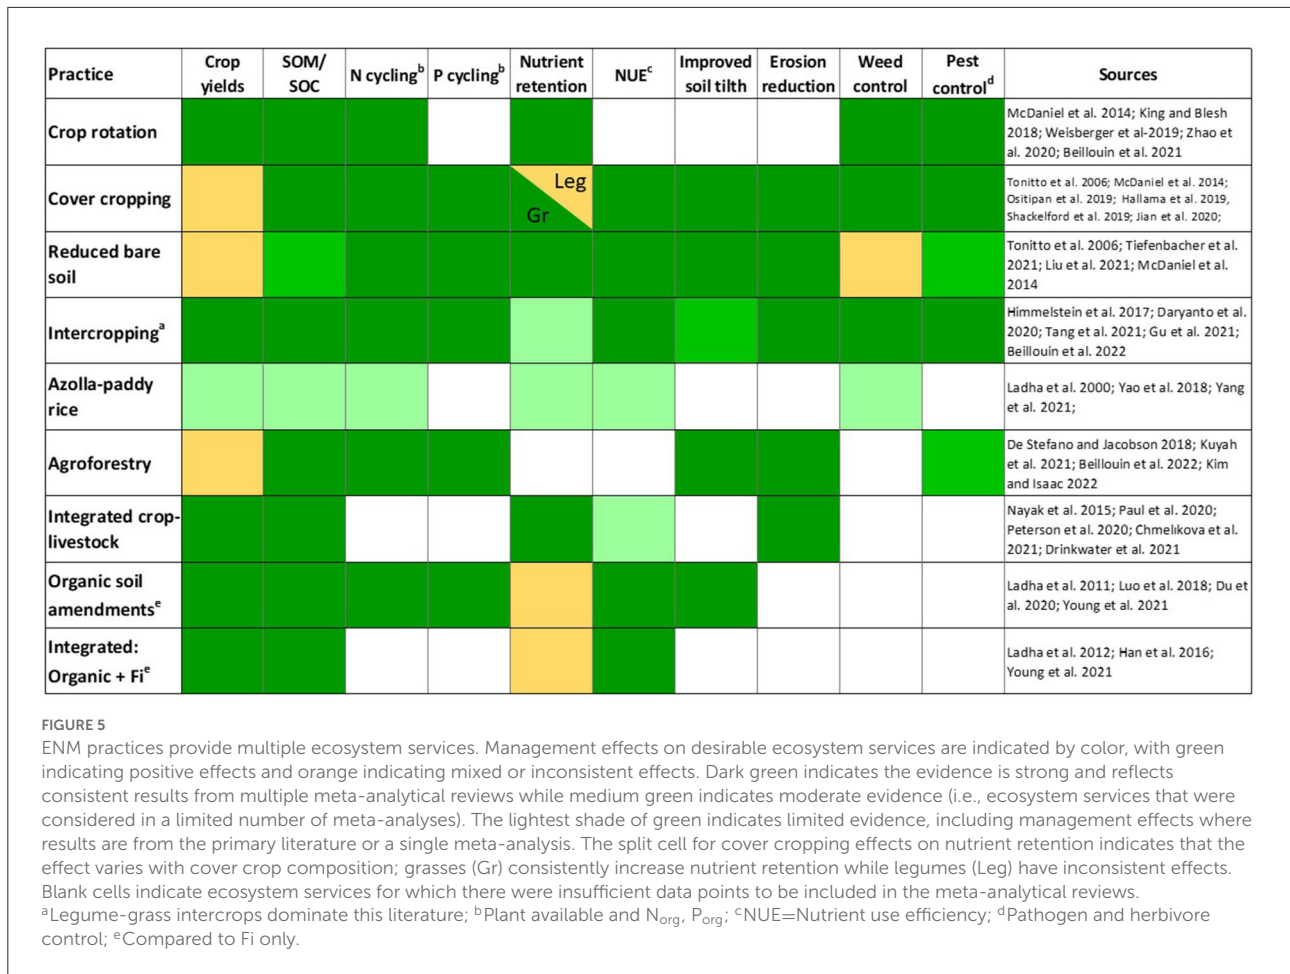 Practice
Crop yields
SOM/ SOC
N cycling^b
P cycling^b
Nutrient retention
NUE^c
Improved soil tilth
Erosion reduction
Weed control
Pest control^d
Sources
Crop rotation
McDaniel et al. 2014; King and Blesh
2018; Weisberger et al-2019; Zhao et
al. 2020; Beillouin et al. 2021
Cover cropping
Leg
Gr
Tonitto et al. 2006; McDaniel et al. 2014;
Ositipan et al. 2019; Hallama et al. 2019,
Shackelford et al. 2019; Jian et al. 2020;
Reduced bare
soil
Tonitto et al. 2006; Tiefenbacher et al.
2021; Liu et al. 2021; McDaniel et al.
2014
Intercropping^a
Himmelstein et al. 2017; Daryanto et al.
2020; Tang et al. 2021; Gu et al. 2021;
Beillouin et al. 2022
Azolla-paddy
rice
Ladha et al. 2000; Yao et al. 2018; Yang
et al. 2021;
Agroforestry
De Stefano and Jacobson 2018; Kuyah
et al. 2021; Beillouin et al. 2022; Kim
and Isaac 2022
Integrated crop-
livestock
Nayak et al. 2015; Paul et al. 2020;
Peterson et al. 2020; Chmelıkova et al.
2021; Drinkwater et al. 2021
Organic soil
amendments^e
Ladha et al. 2011; Luo et al. 2018; Du et
al. 2020; Young et al. 2021
Integrated:
Organic + Fi^e
Ladha et al. 2012; Han et al. 2016;
Young et al. 2021
FIGURE 5
ENM practices provide multiple ecosystem services. Management effects on desirable ecosystem services are indicated by color, with green
indicating positive effects and orange indicating mixed or inconsistent effects. Dark green indicates the evidence is strong and reflects
consistent results from multiple meta-analytical reviews while medium green indicates moderate evidence (i.e., ecosystem services that were
considered in a limited number of meta-analyses). The lightest shade of green indicates limited evidence, including management effects where
results are from the primary literature or a single meta-analysis. The split cell for cover cropping effects on nutrient retention indicates that the
effect varies with cover crop composition; grasses (Gr) consistently increase nutrient retention while legumes (Leg) have inconsistent effects.
Blank cells indicate ecosystem services for which there were insufficient data points to be included in the meta-analytical reviews.
^aLegume-grass intercrops dominate this literature; ^bPlant available and N_org, P_org; ^cNUE=Nutrient use efficiency; ^dPathogen and herbivore
control; ^eCompared to Fi only.